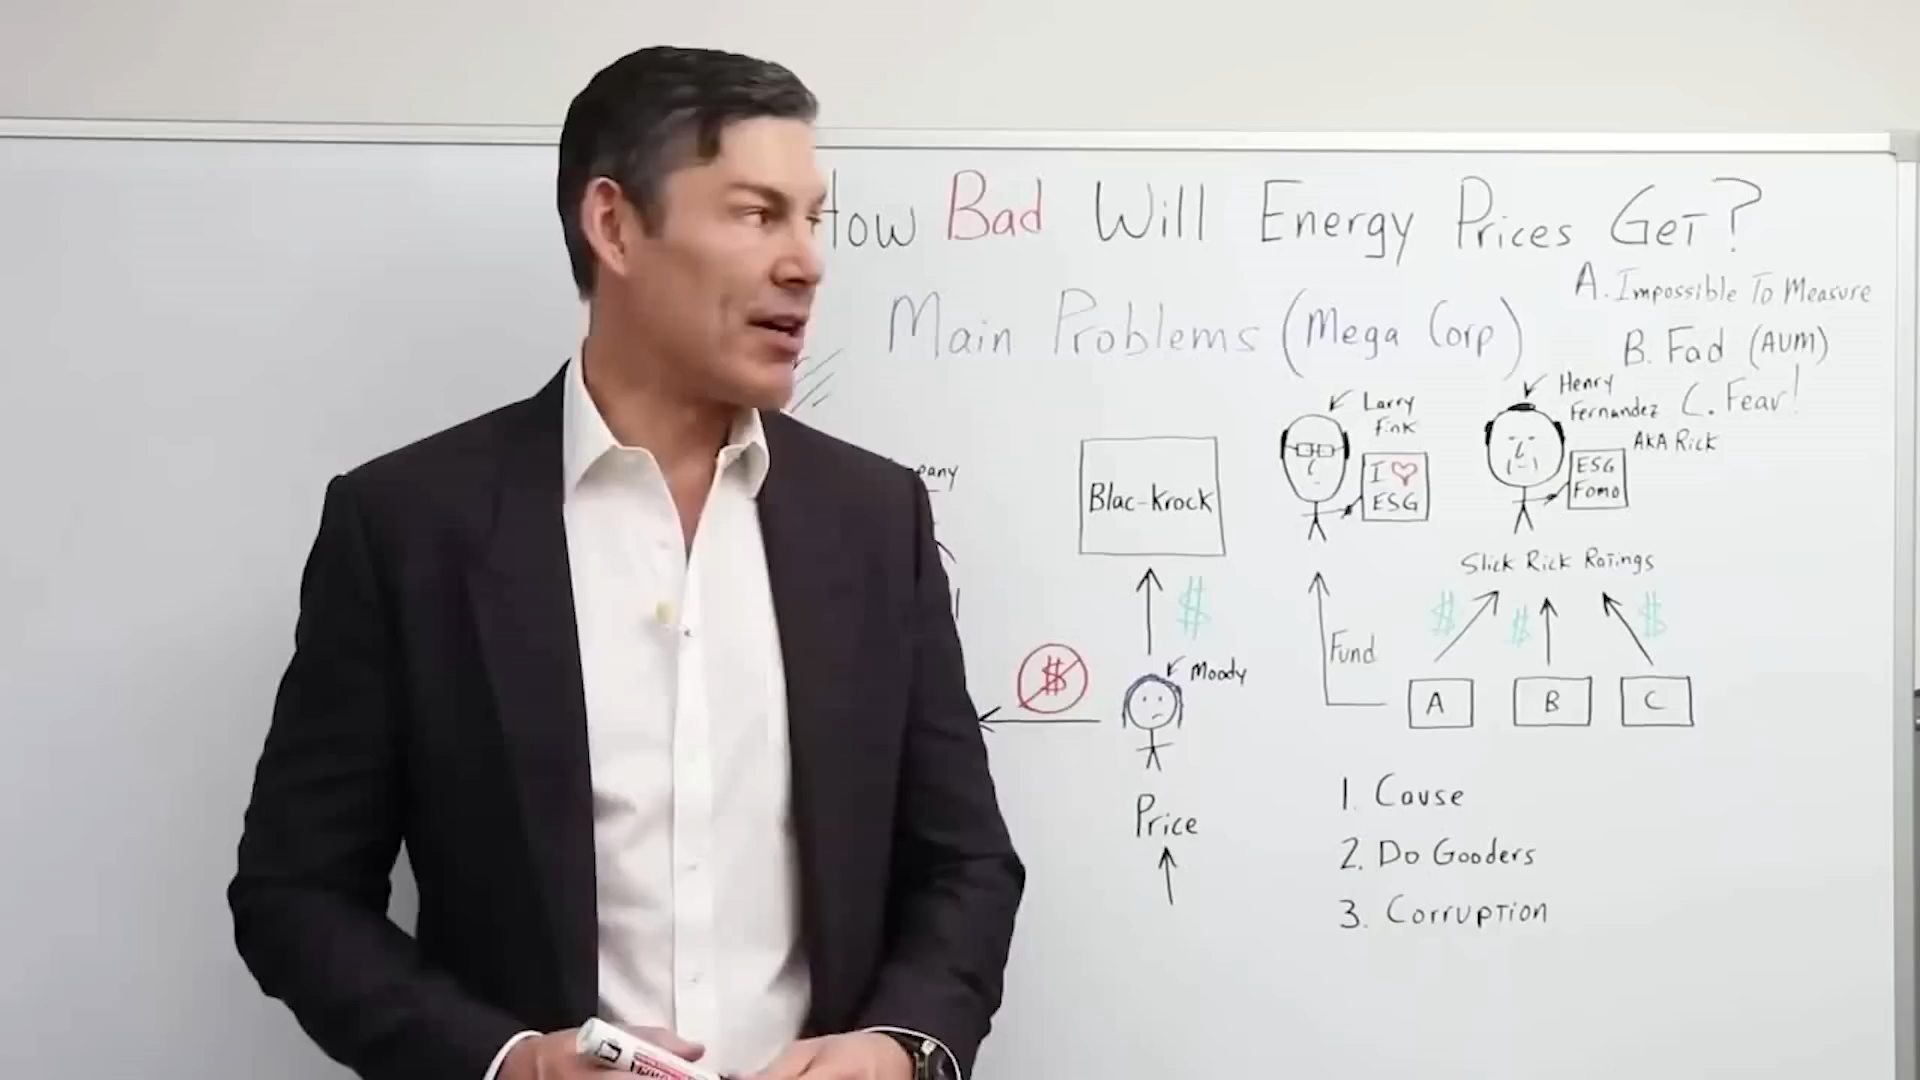 How Bad Will Energy Prices Get?
Main Problems (Mega Corp)
A. Impossible To Measure
B. Fad (AUM)
C. Fear!
Larry Fink
I ♡ ESG
Henry Fernandez
AKA Rick
ESG Fomo
Blac-Krock
$
Moody
$
Price
Slick Rick Ratings
$ $ $
Fund
A B C
1. Cause
2. Do Gooders
3. Corruption